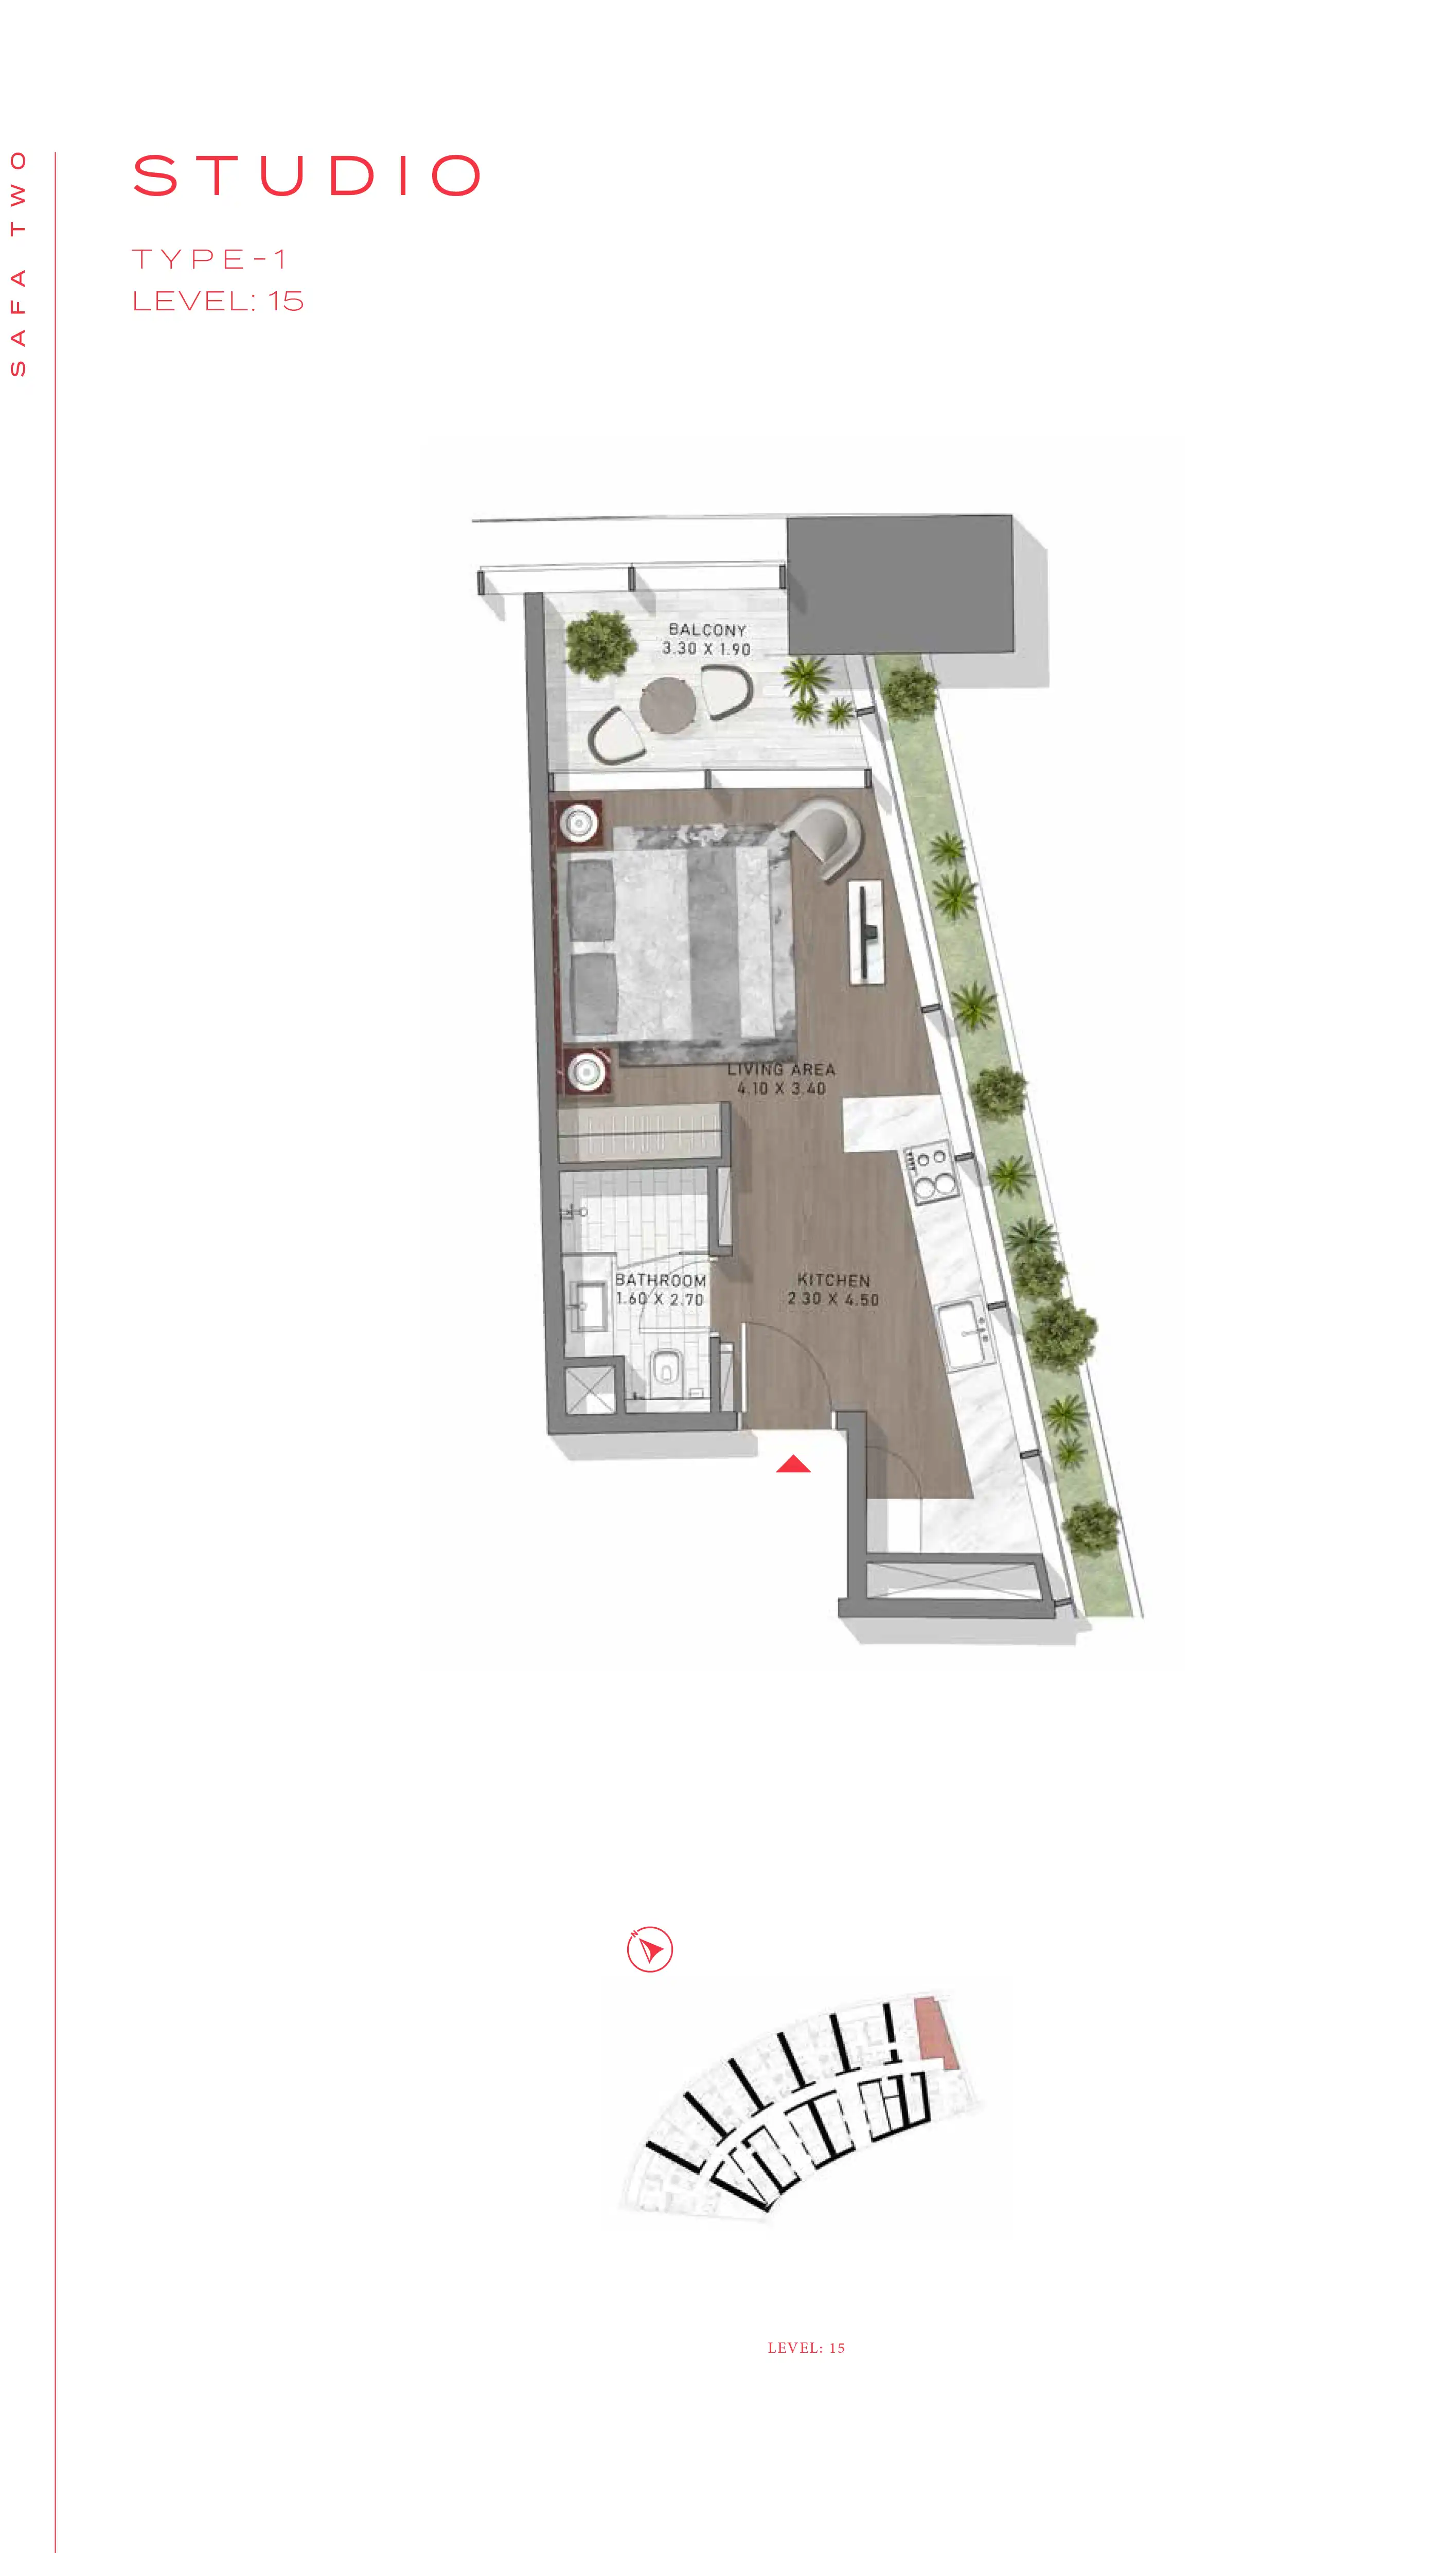 SAFA TWO
STUDIO
TYPE-1
LEVEL: 15
BALCONY
3.30 X 1.90
LIVING AREA
4.10 X 3.40
BATHROOM
1.60 X 2.70
KITCHEN
2.30 X 4.50
N
LEVEL: 15